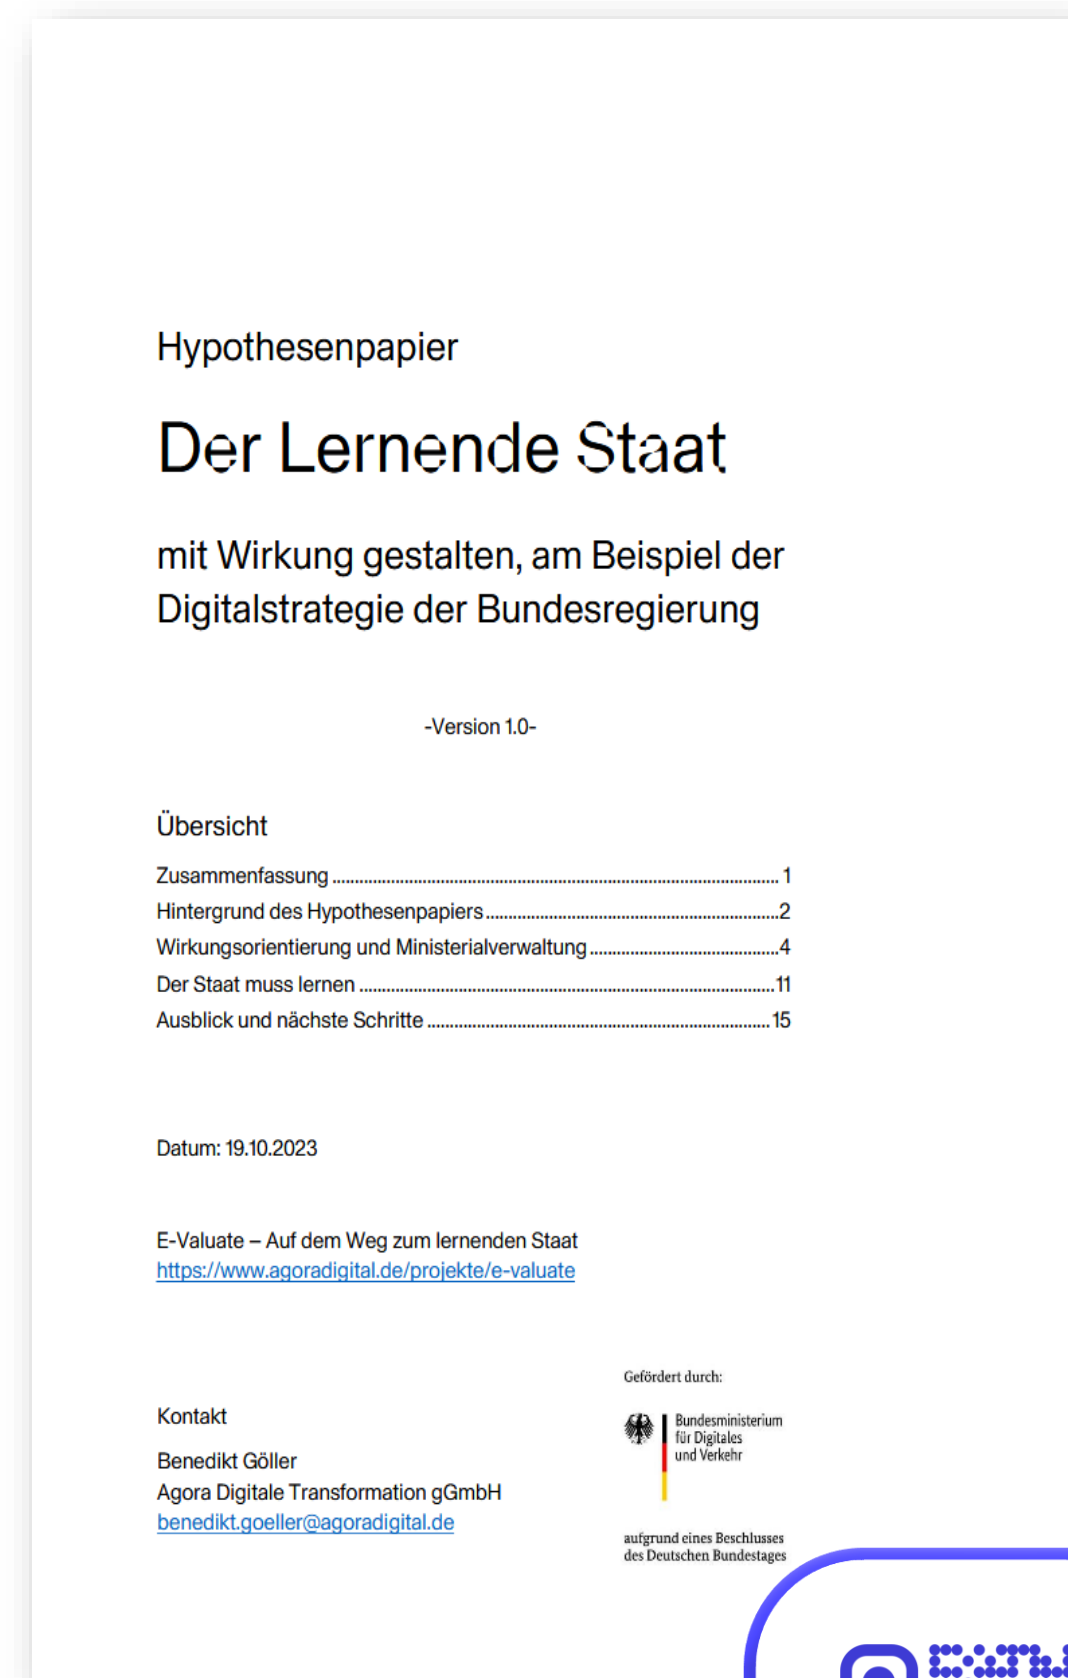 Hypothesenpapier
Der Lernende Staat
mit Wirkung gestalten, am Beispiel der
Digitalstrategie der Bundesregierung
-Version 1.0-
Übersicht
Zusammenfassung ........................................................................................................ 1
Hintergrund des Hypothesenpapiers ................................................................. 2
Wirkungsorientierung und Ministerialverwaltung .......................................... 4
Der Staat muss lernen ............................................................................................ 11
Ausblick und nächste Schritte ............................................................................ 15
Datum: 19.10.2023
E-Valuate – Auf dem Weg zum lernenden Staat
https://www.agoradigital.de/projekte/e-valuate
Gefördert durch:
Bundesministerium
für Digitales
und Verkehr
aufgrund eines Beschlusses
des Deutschen Bundestages
Kontakt
Benedikt Göller
Agora Digitale Transformation gGmbH
benedikt.goeller@agoradigital.de